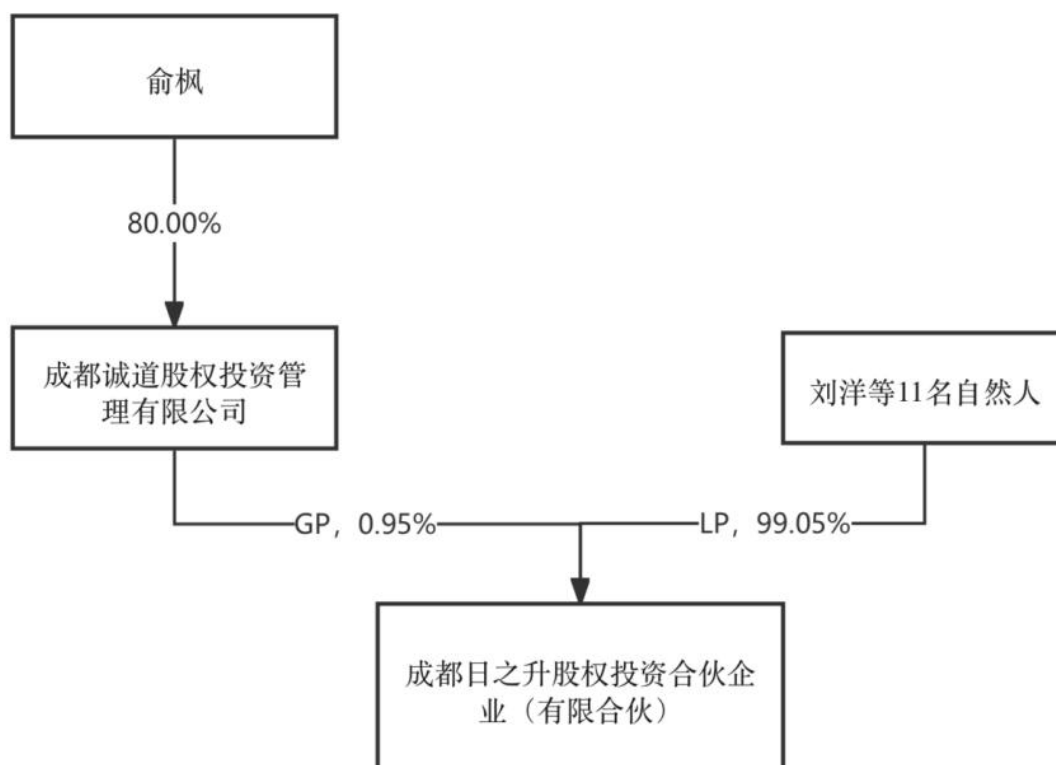 俞枫
80.00%
成都诚道股权投资管
理有限公司
刘洋等11名自然人
GP，0.95%
LP，99.05%
成都日之升股权投资合伙企
业（有限合伙）